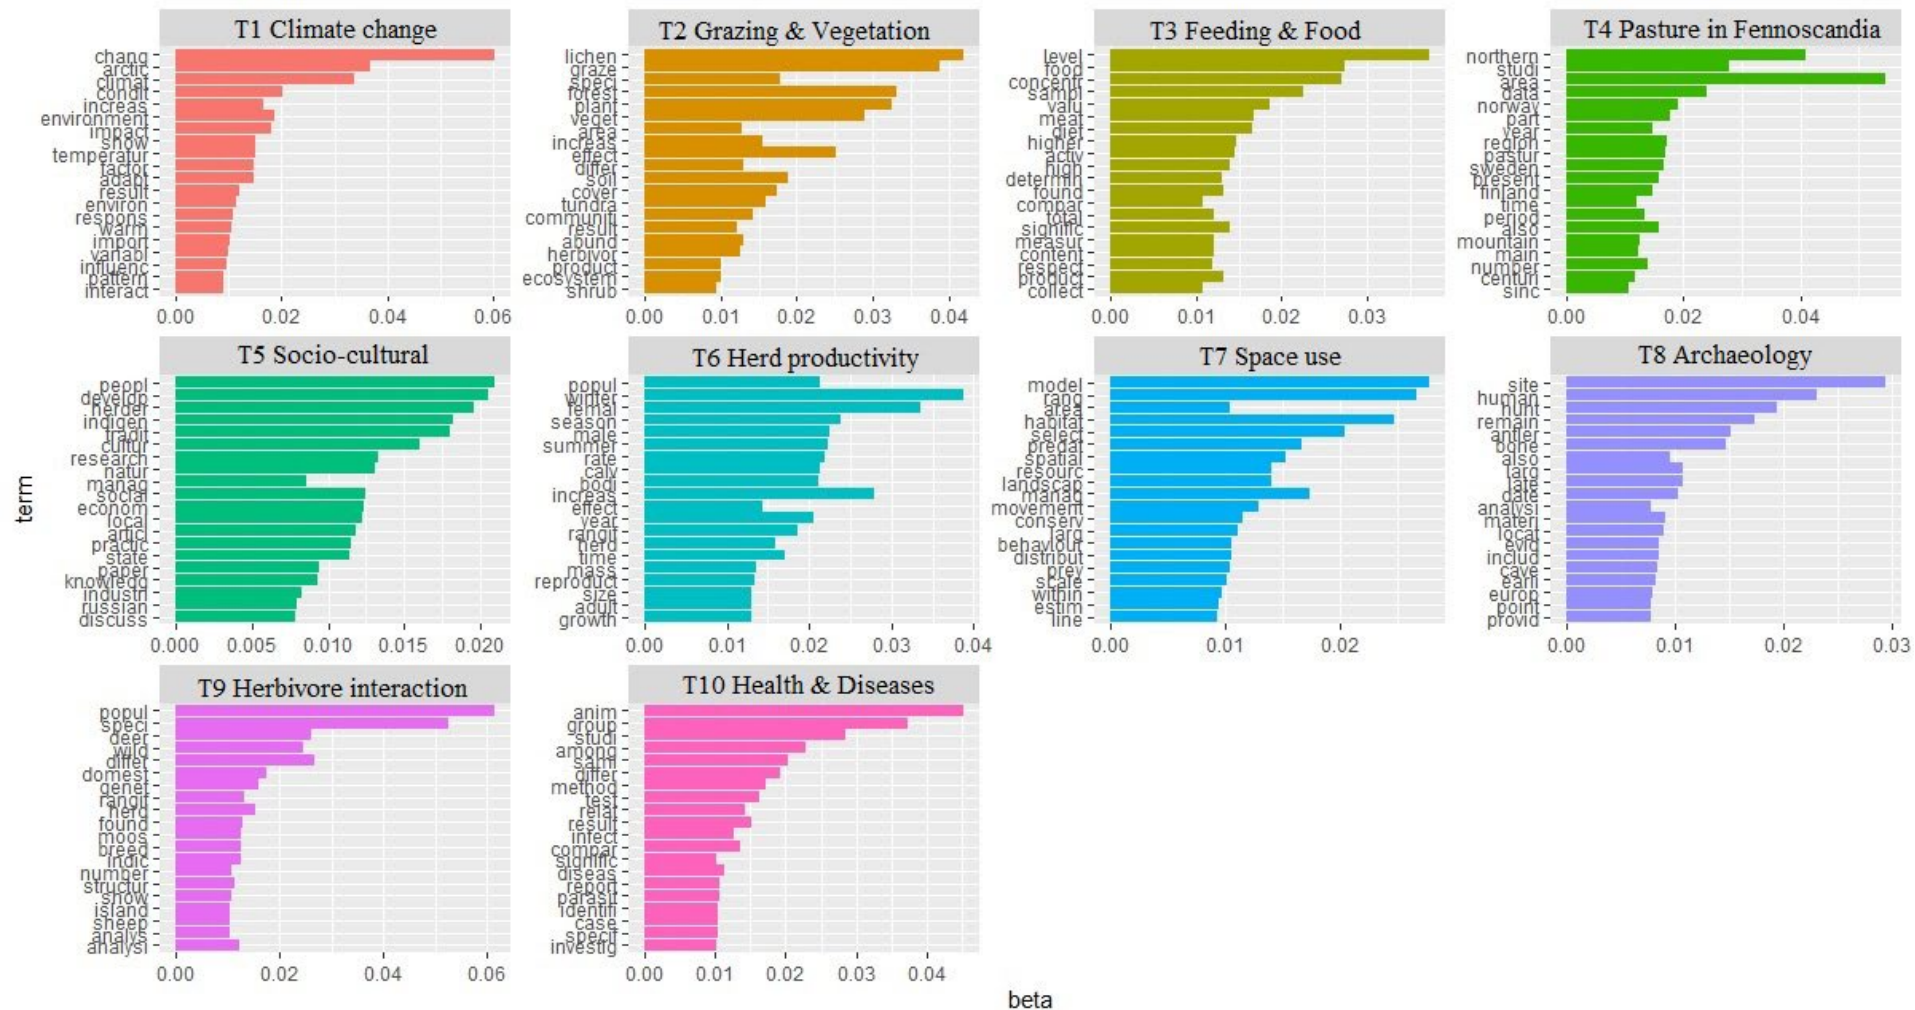 T1 Climate change
chang
arctic
climat
condit
increas
environment
impact
show
temperatur
factor
adapt
result
environ
respons
warm
import
variabl
influenc
pattern
interact
0.00 0.02 0.04 0.06
T2 Grazing & Vegetation
lichen
graze
speci
forest
plant
veget
area
increas
effect
differ
soil
cover
tundra
communiti
result
abund
herbivor
product
ecosystem
shrub
0.00 0.01 0.02 0.03 0.04
T3 Feeding & Food
level
food
concentr
sampl
valu
meat
diet
higher
activ
high
determin
found
compar
total
signific
measur
content
respect
product
collect
0.00 0.01 0.02 0.03
T4 Pasture in Fennoscandia
northern
studi
area
data
norway
part
year
region
pastur
sweden
present
finland
time
period
also
mountain
main
number
centuri
sinc
0.00 0.02 0.04
T5 Socio-cultural
peopl
develop
herder
indigen
tradit
cultur
research
natur
manag
social
econom
local
articl
practic
state
paper
knowledg
industri
russian
discuss
0.000 0.005 0.010 0.015 0.020
T6 Herd productivity
popul
winter
femal
season
male
summer
rate
calv
bodi
increas
effect
year
rangif
herd
time
mass
reproduct
size
adult
growth
0.00 0.01 0.02 0.03 0.04
T7 Space use
model
rang
area
habitat
select
predat
spatial
resourc
landscap
manag
movement
conserv
larg
behaviour
distribut
prey
scale
within
estim
line
0.00 0.01 0.02
T8 Archaeology
site
human
hunt
remain
antler
bone
also
larg
late
date
analysi
materi
locat
evid
includ
cave
earli
europ
point
provid
0.00 0.01 0.02 0.03
T9 Herbivore interaction
popul
speci
deer
wild
differ
domest
genet
rangif
herd
found
moos
breed
indic
number
structur
show
island
sheep
analys
analysi
0.00 0.02 0.04 0.06
T10 Health & Diseases
anim
group
studi
among
sami
differ
method
test
relat
result
infect
compar
signific
diseas
report
parasit
identifi
case
specif
investig
0.00 0.01 0.02 0.03 0.04
term
beta